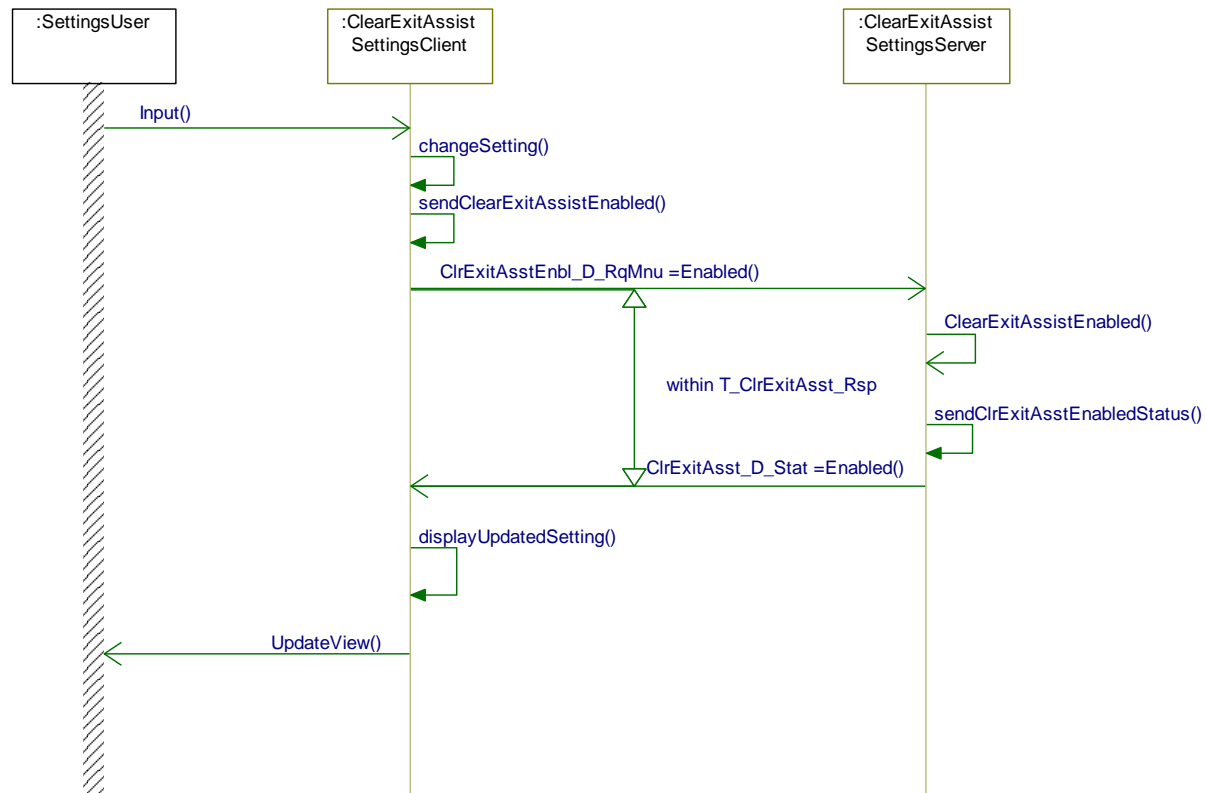 :SettingsUser
:ClearExitAssist
SettingsClient
:ClearExitAssist
SettingsServer
Input()
changeSetting()
sendClearExitAssistEnabled()
ClrExitAsstEnbl_D_RqMnu =Enabled()
ClearExitAssistEnabled()
within T_ClrExitAsst_Rsp
sendClrExitAsstEnabledStatus()
ClrExitAsst_D_Stat =Enabled()
displayUpdatedSetting()
UpdateView()